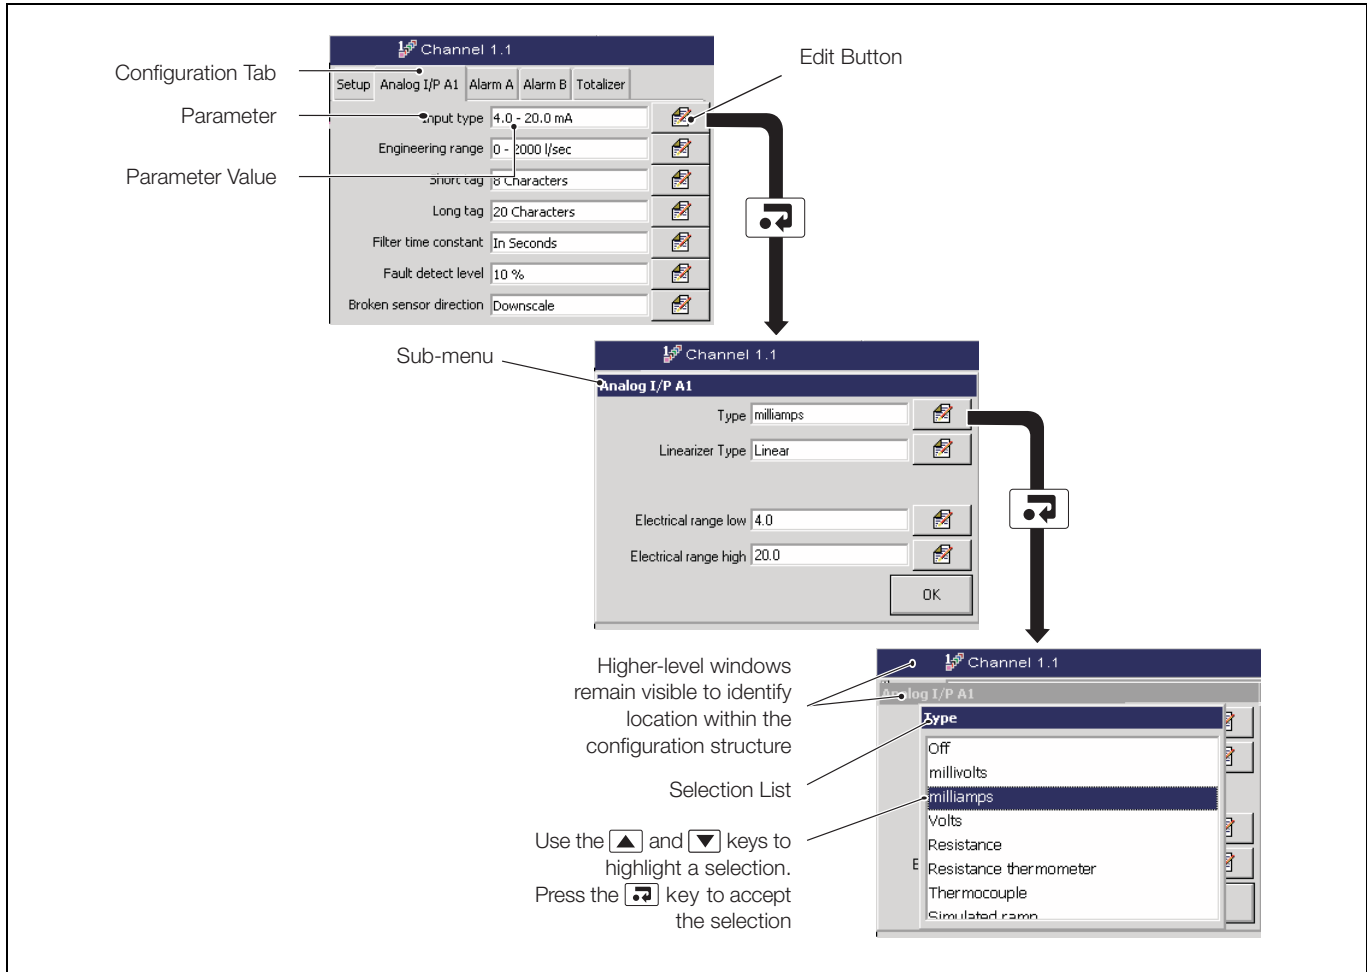 1 Channel 1.1
Edit Button
Configuration Tab
Setup Analog I/P A1 Alarm A Alarm B Totalizer
Parameter
Input type 4.0 - 20.0 mA
Engineering range 0 - 2000 l/sec
Parameter Value
Short tag 8 Characters
Long tag 20 Characters
Filter time constant In Seconds
Fault detect level 10 %
Broken sensor direction Downscale
Sub-menu
1 Channel 1.1
Analog I/P A1
Type milliamps
Linearizer Type Linear
Electrical range low 4.0
Electrical range high 20.0
OK
Higher-level windows
remain visible to identify
location within the
configuration structure
1 Channel 1.1
Analog I/P A1
Type
Off
millivolts
Selection List
milliamps
Volts
Resistance
E
Resistance thermometer
Thermocouple
Simulated ramp
Use the ▲ and ▼ keys to
highlight a selection.
Press the key to accept
the selection